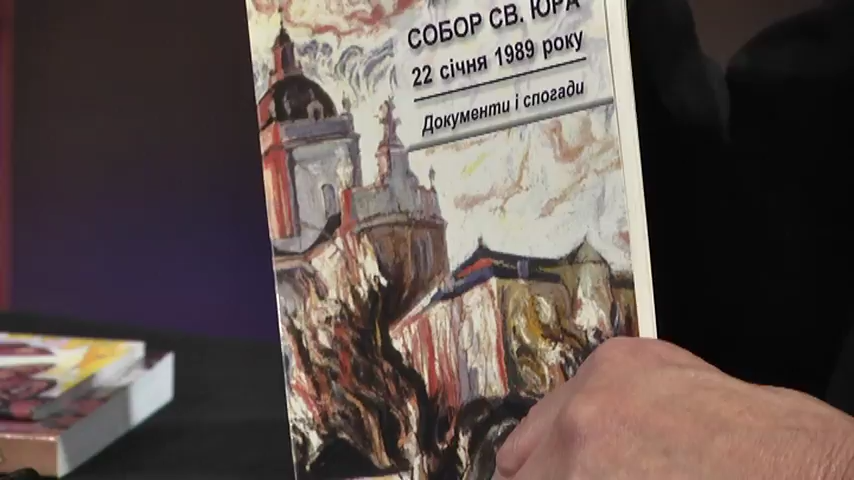 СОБОР СВ. ЮРА
22 січня 1989 року
Документи і спогади